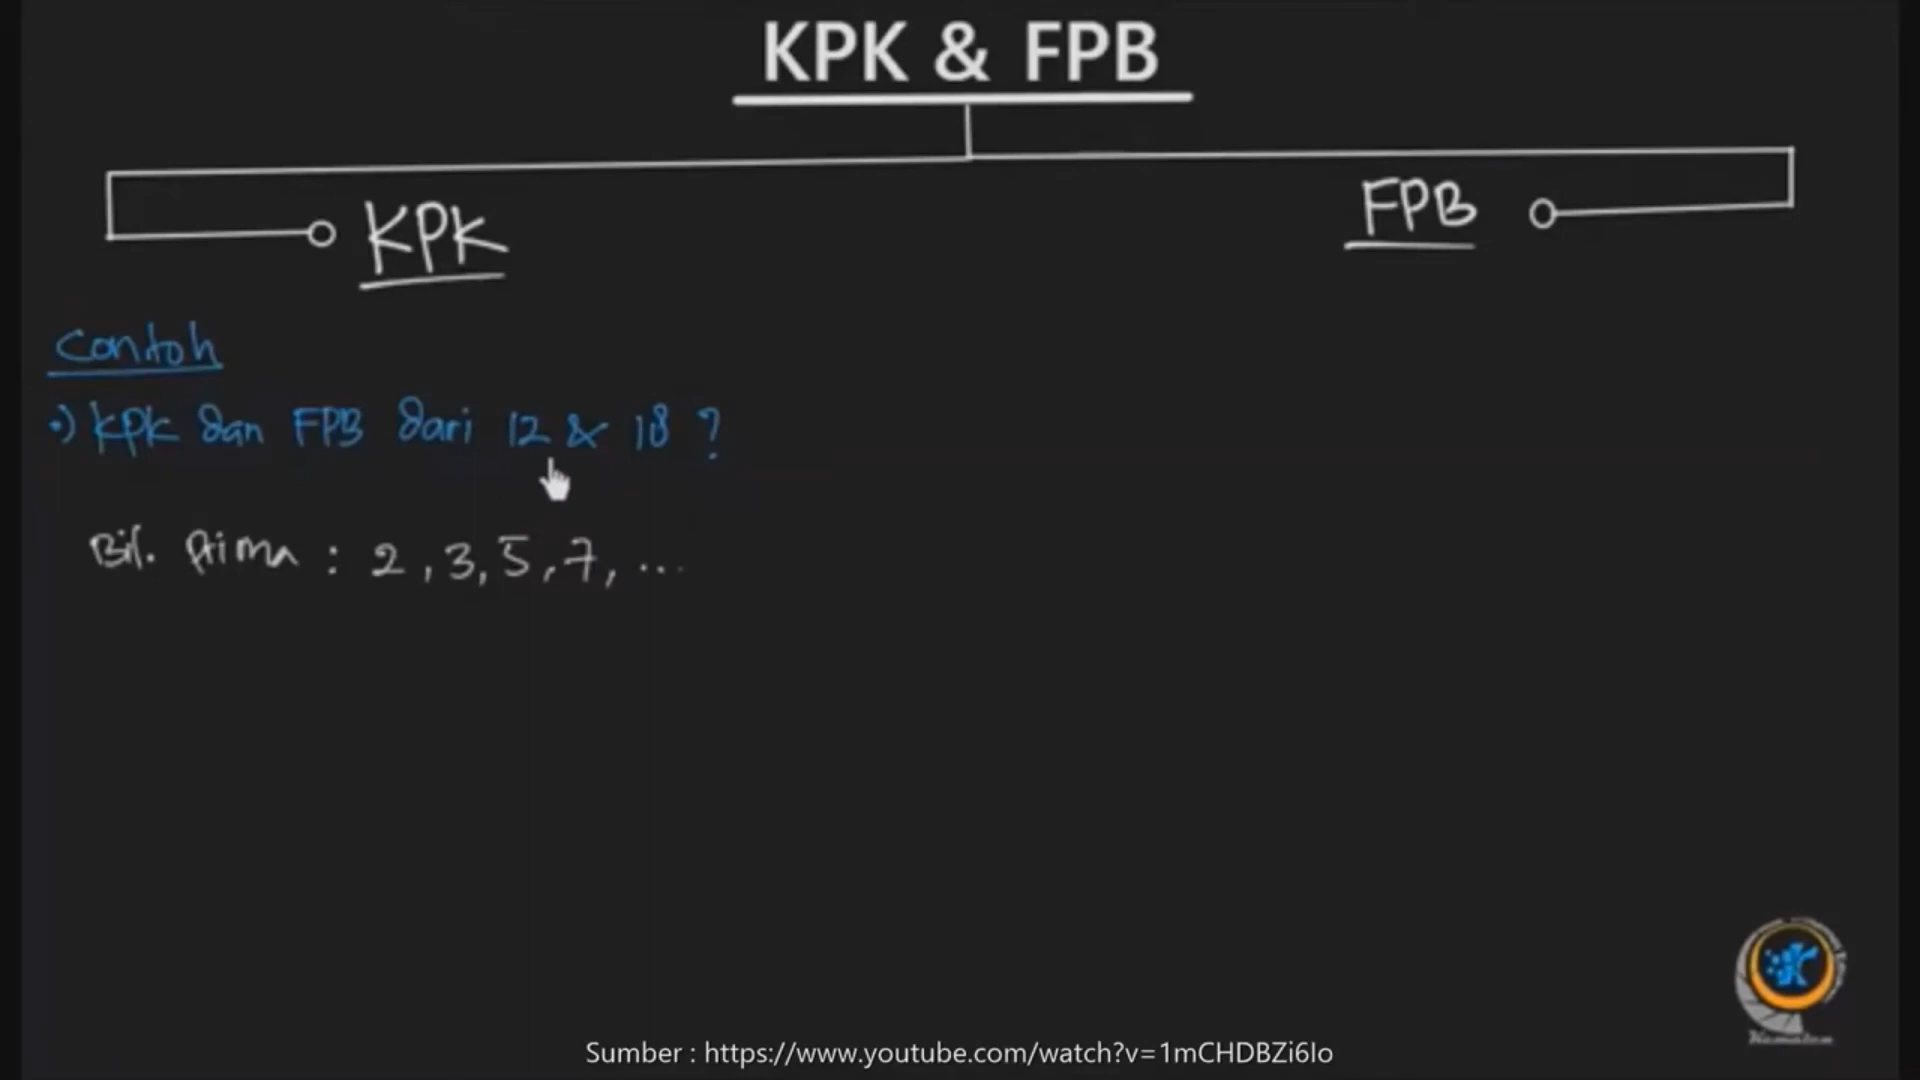 KPK & FPB
KPK
FPB
Contoh
•) KPK dan FPB dari 12 & 18 ?
Bil. Prima : 2, 3, 5, 7, ...
Sumber : https://www.youtube.com/watch?v=1mCHDBZi6Io